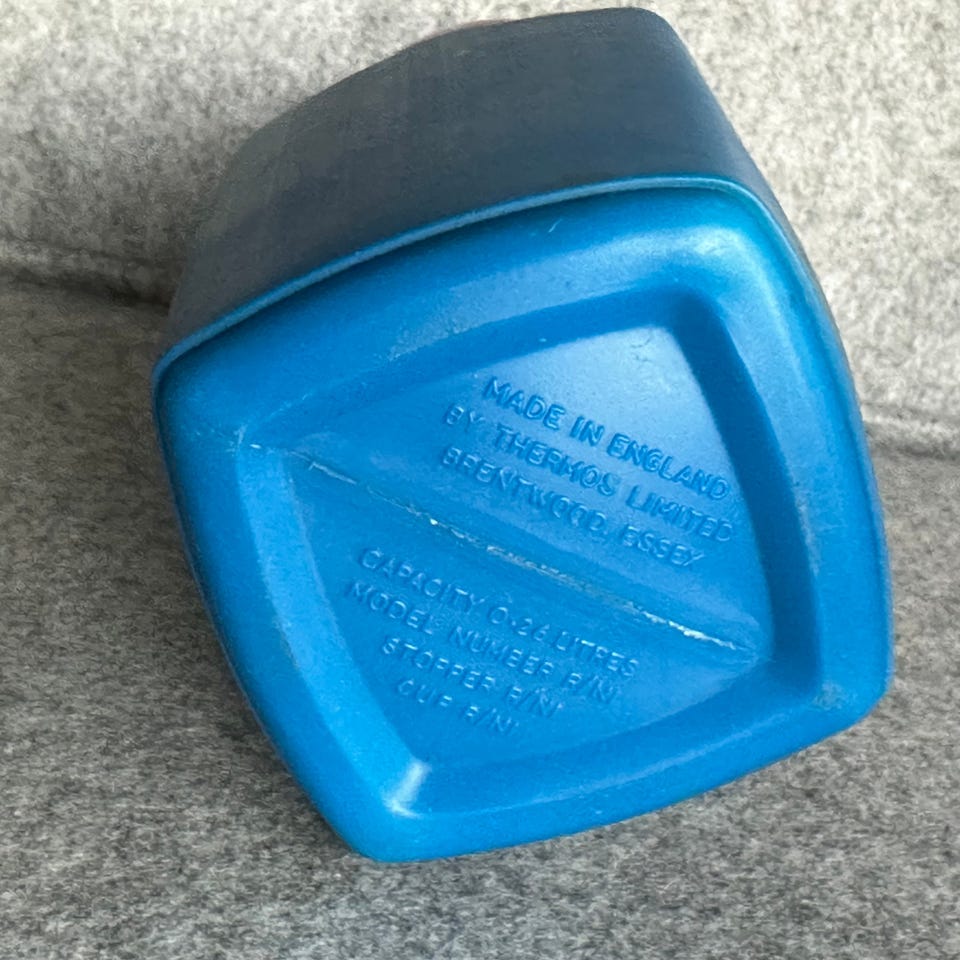 MADE IN ENGLAND
BY THERMOS LIMITED
BRENTWOOD, ESSEX
CAPACITY 0·26 LITRES
MODEL NUMBER
STOPPER
CUP